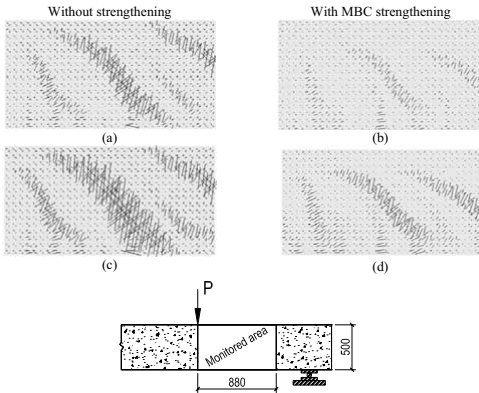 Without strengthening
With MBC strengthening
(a)
(b)
(c)
(d)
P
Monitored area
500
880